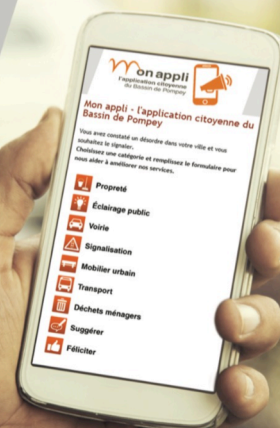 Mon appli
l'application citoyenne
du Bassin de Pompey
Mon appli - l'application citoyenne du
Bassin de Pompey
Vous avez constaté un désordre dans votre ville et vous
souhaitez le signaler.
Choisissez une catégorie et remplissez le formulaire pour
nous aider à améliorer nos services.
Propreté
Éclairage public
Voirie
Signalisation
Mobilier urbain
Transport
Déchets ménagers
Suggérer
Féliciter